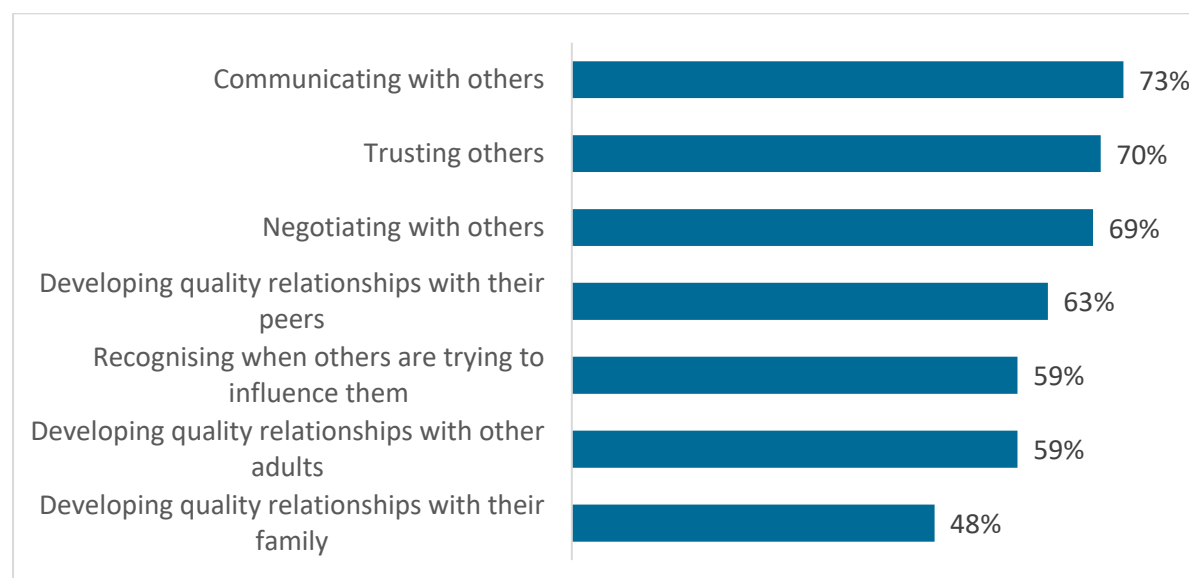 Communicating with others
73%
Trusting others
70%
Negotiating with others
69%
Developing quality relationships with their
peers
63%
Recognising when others are trying to
influence them
59%
Developing quality relationships with other
adults
59%
Developing quality relationships with their
family
48%